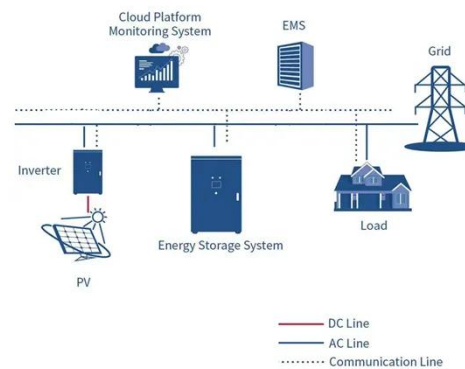 Cloud Platform
Monitoring System
EMS
Grid
Inverter
Energy Storage System
Load
PV
DC Line
AC Line
Communication Line